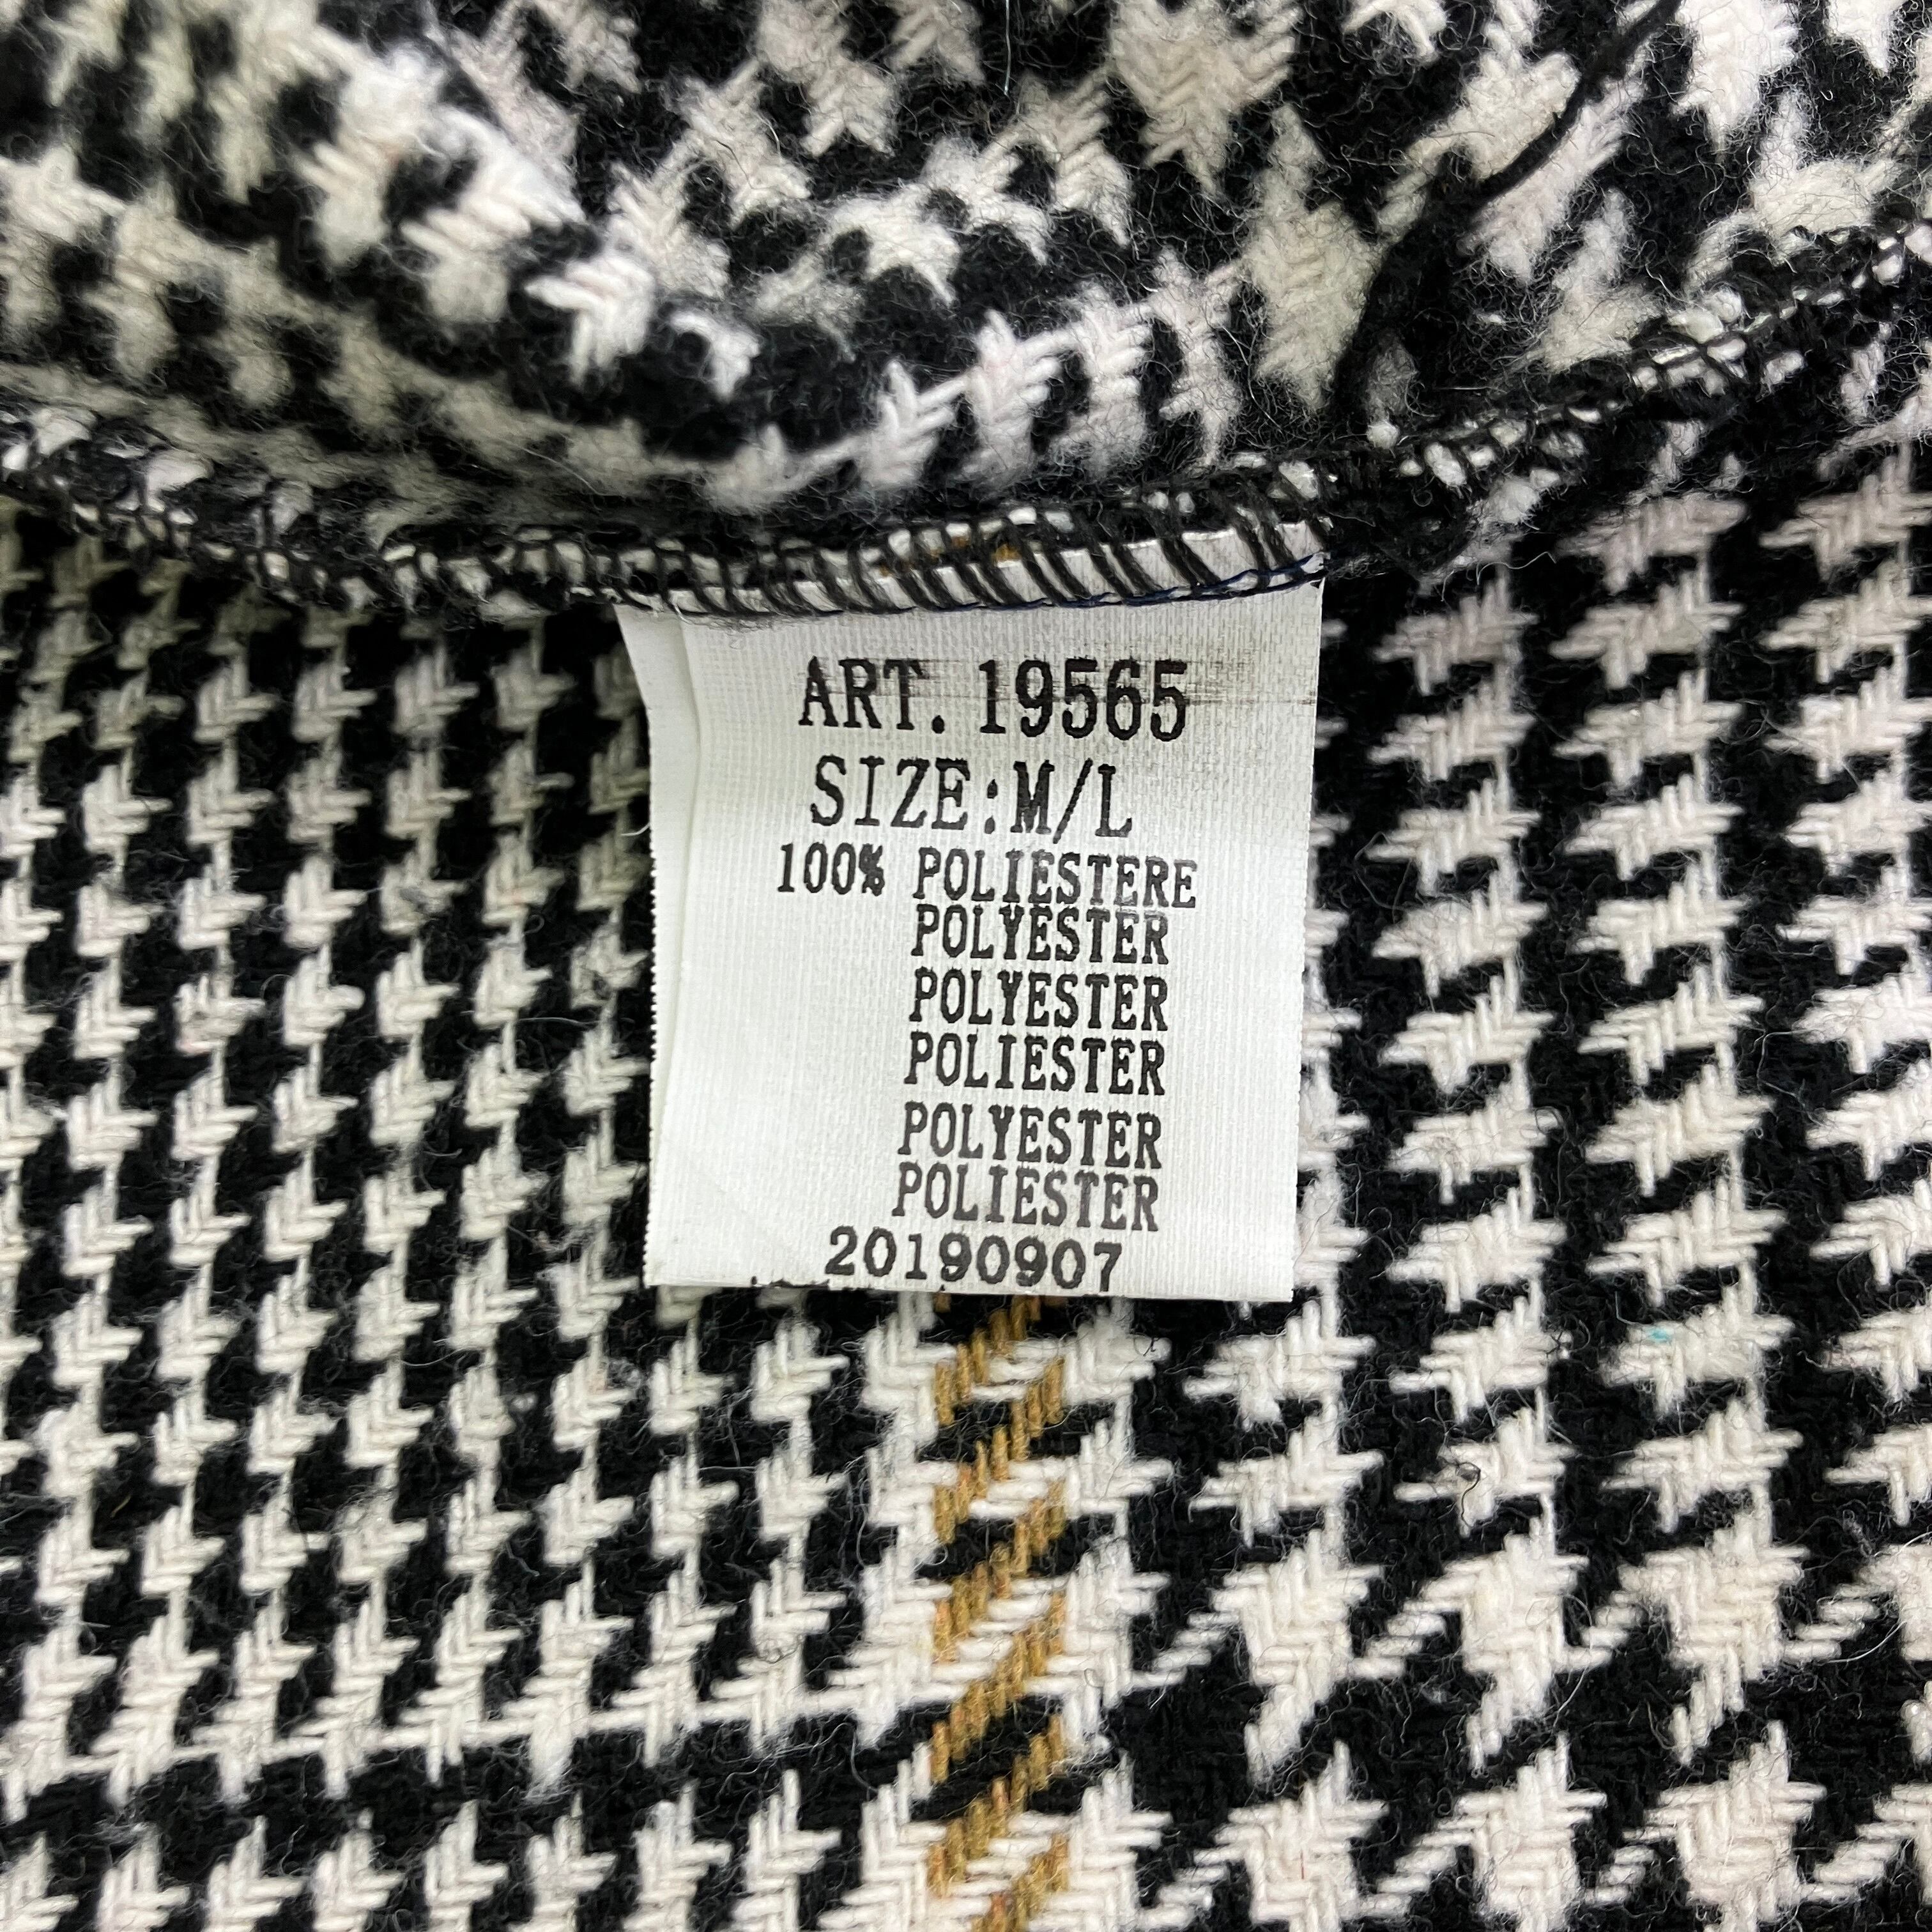 ART. 19565
SIZE:M/L
100% POLIESTERE
POLYESTER
POLYESTER
POLIESTER
POLYESTER
POLIESTER
20190907